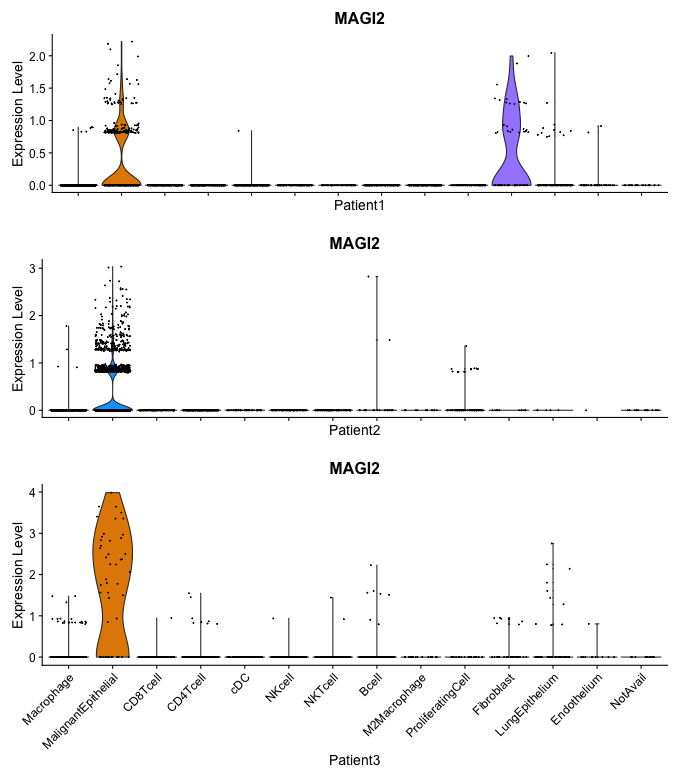 MAGI2
Expression Level
2.0
1.5
1.0
0.5
0.0
Patient1
MAGI2
Expression Level
3
2
1
0
Patient2
MAGI2
Expression Level
4
3
2
1
0
Macrophage
MalignantEpithelial
CD8Tcell
CD4Tcell
cDC
NKcell
NKTcell
Bcell
M2Macrophage
ProliferatingCell
Fibroblast
LungEpithelium
Endothelium
NotAvail
Patient3